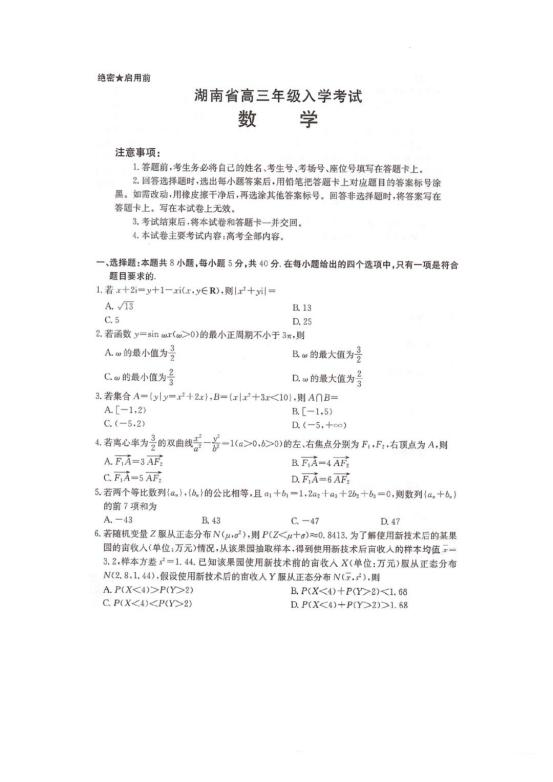 绝密★启用前
湖南省高三年级入学考试
数 学
注意事项:
1.答题前,考生务必将自己的姓名、考生号、考场号、座位号填写在答题卡上。
2.回答选择题时,选出每小题答案后,用铅笔把答题卡上对应题目的答案标号涂
黑。如需改动,用橡皮擦干净后,再选涂其他答案标号。回答非选择题时,将答案写在
答题卡上。写在本试卷上无效。
3.考试结束后,将本试卷和答题卡一并交回。
4.本试卷主要考试内容:高考全部内容。
一、选择题:本题共8小题,每小题5分,共40分.在每小题给出的四个选项中,只有一项是符合
题目要求的.
1.若x+2i=y+1-xi(x,y∈R),则|x²+yi|=
A.√13 B.13
C.5 D.25
2.若函数y=sin ωx(ω>0)的最小正周期不小于3π,则
A.ω的最小值为3/2 B.ω的最大值为3/2
C.ω的最小值为2/3 D.ω的最大值为2/3
3.若集合A={y|y=x²+2x},B={x|x²+3x<10},则A∩B=
A.[-1,2) B.[-1,5)
C.(-5,2) D.(-5,+∞)
4.若离心率为3/2的双曲线x²/a²-y²/b²=1(a>0,b>0)的左、右焦点分别为F₁,F₂,右顶点为A,则
A.F₁A=3AF₂ B.F₁A=4AF₂
C.F₁A=5AF₂ D.F₁A=6AF₂
5.若两个等比数列{aₙ},{bₙ}的公比相等,且a₁+b₁=1,2a₂+a₃+2b₂+b₃=0,则数列{aₙ+bₙ}
的前7项和为
A.-43 B.43 C.-47 D.47
6.若随机变量Z服从正态分布N(μ,σ²),则P(Z<μ+σ)≈0.8413.为了解使用新技术后的某果
园的亩收入(单位:万元)情况,从该果园抽取样本,得到使用新技术后亩收入的样本均值x̄=
3.2,样本方差s²=1.44.已知该果园使用新技术前的亩收入X(单位:万元)服从正态分布
N(2.8,1.44),假设使用新技术后的亩收入Y服从正态分布N(x̄,s²),则
A.P(X<4)>P(Y>2) B.P(X<4)+P(Y>2)<1.68
C.P(X<4)<P(Y>2) D.P(X<4)+P(Y>2)>1.68